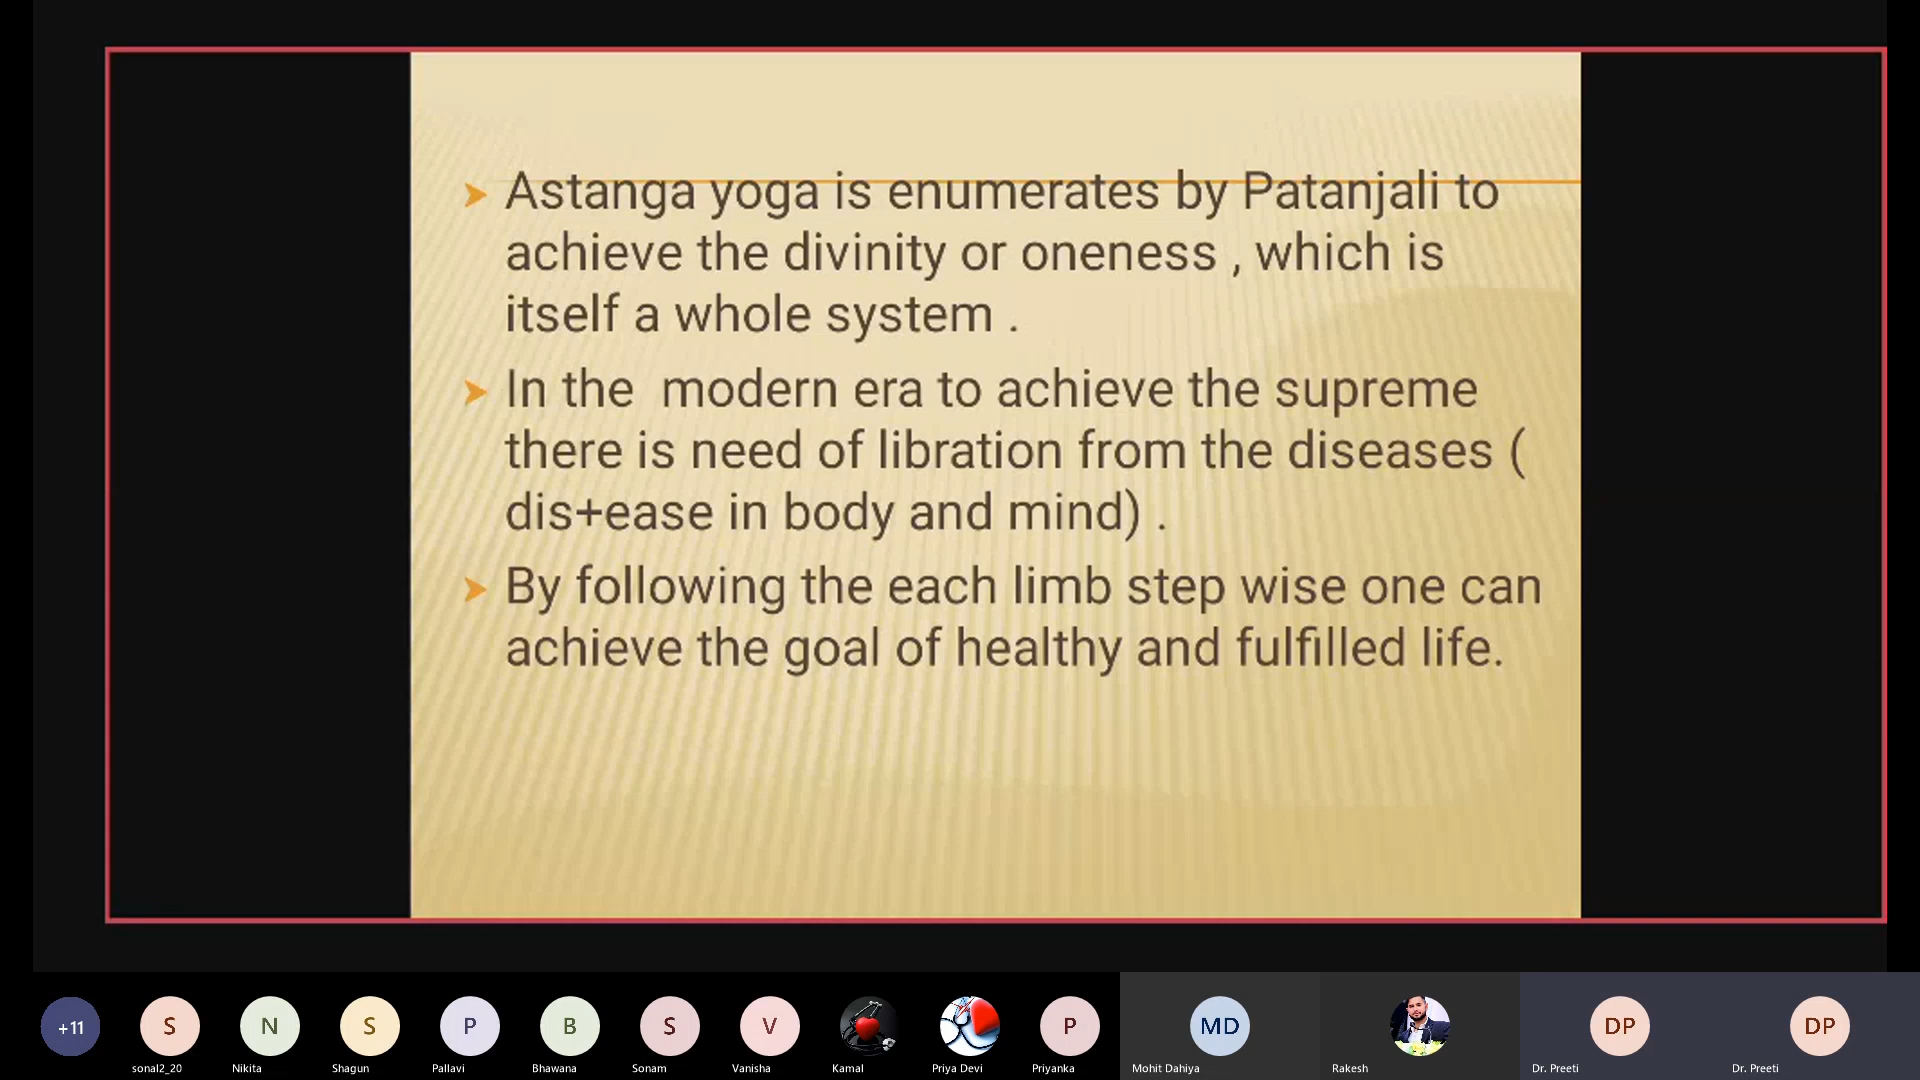 Astanga yoga is enumerates by Patanjali to
achieve the divinity or oneness , which is
itself a whole system .
In the  modern era to achieve the supreme
there is need of libration from the diseases (
dis+ease in body and mind) .
By following the each limb step wise one can
achieve the goal of healthy and fulfilled life.
+11 S N S P B S V P MD DP DP
sonal2_20 Nikita Shagun Pallavi Bhawana Sonam Vanisha Kamal Priya Devi Priyanka Mohit Dahiya Rakesh Dr. Preeti Dr. Preeti